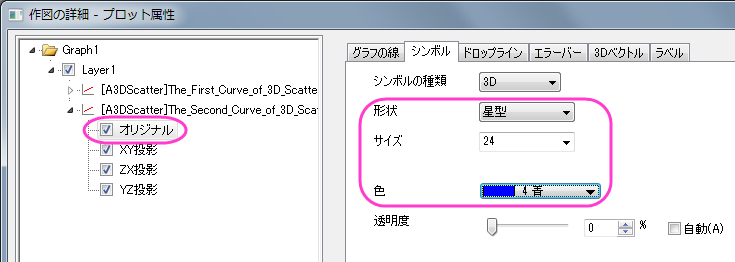 作図の詳細 - プロット属性
Graph1
Layer1
[A3DScatter]The_First_Curve_of_3D_Scatte
[A3DScatter]The_Second_Curve_of_3D_Scat
オリジナル
XY投影
ZX投影
YZ投影
グラフの線 シンボル ドロップライン エラーバー 3Dベクトル ラベル
シンボルの種類 3D
形状 星型
サイズ 24
色 4 青
透明度 0 % 自動(A)